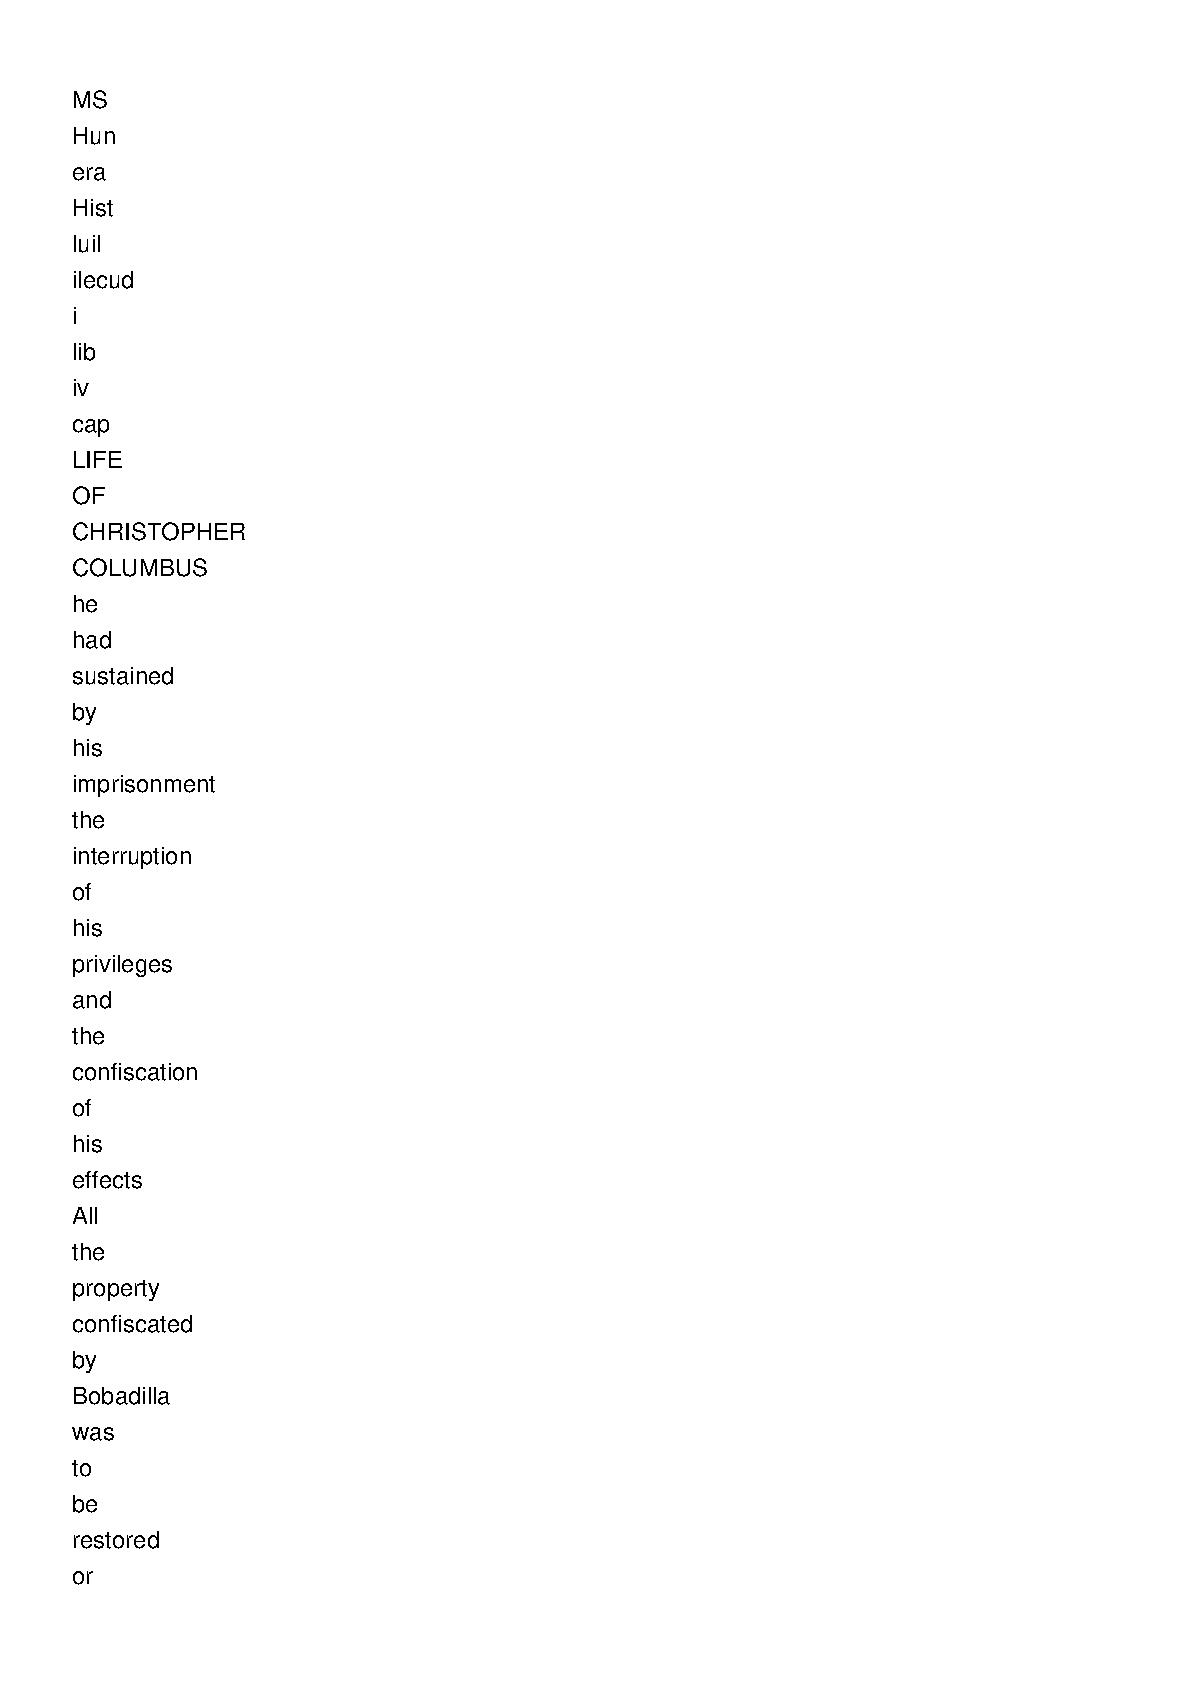 MS
Hun
era
Hist
luil
ilecud
i
lib
iv
cap
LIFE
OF
CHRISTOPHER
COLUMBUS
he
had
sustained
by
his
imprisonment
the
interruption
of
his
privileges
and
the
confiscation
of
his
effects
All
the
property
confiscated
by
Bobadilla
was
to
be
restored
or